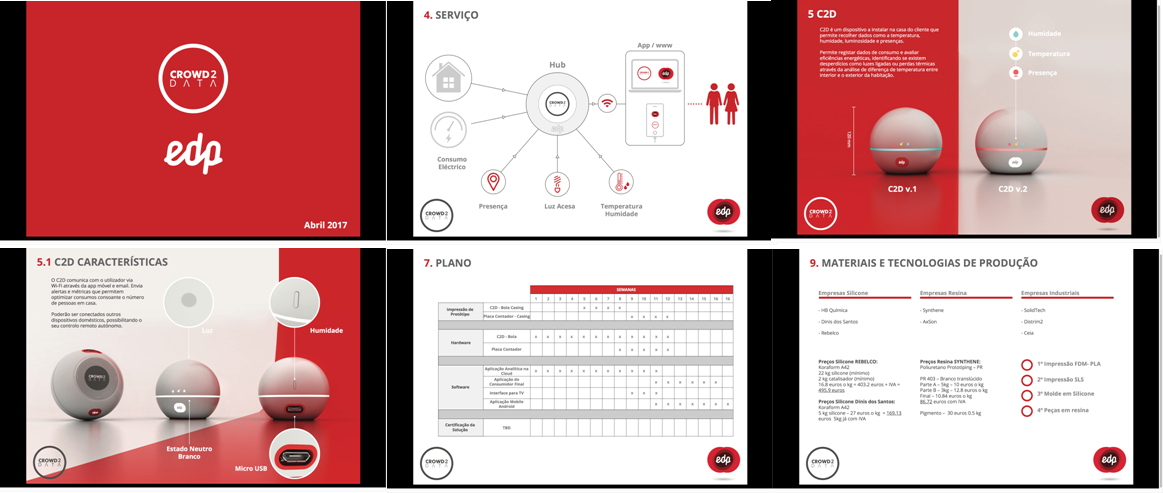 CROWD 2
DATA
edp
Abril 2017
4. SERVIÇO
App / www
Hub
CROWD 2
DATA
edp
Consumo
Eléctrico
Presença
Luz Acesa
Temperatura
Humidade
CROWD 2
DATA
edp
5 C2D
C2D é um dispositivo a instalar na casa do cliente que
permite recolher dados como a temperatura,
humidade, luminosidade e presenças.
Permite registar dados de consumo e avaliar
eficiências energéticas, identificando se existem
desperdícios como luzes ligadas ou perdas térmicas
através da análise de diferença de temperatura entre
interior e o exterior da habitação.
Humidade
Temperatura
Presença
120 mm
C2D v.1
C2D v.2
CROWD 2
DATA
edp
5.1 C2D CARACTERÍSTICAS
O C2D comunica com o utilizador via
Wi-Fi através da app móvel e email. Envia
alertas e métricas que permitem
optimizar consumos consoante o número
de pessoas em casa.
Poderão ser conectados outros
dispositivos domésticos, possibilitando o
seu controlo remoto autónomo.
Luz
Humidade
Estado Neutro
Branco
Micro USB
CROWD 2
DATA
7. PLANO
SEMANAS
1 2 3 4 5 6 7 8 9 10 11 12 13 14 15 16
Impressão de
Protótipo
C2D - Bola Casing
x x x x
Placa Contador - Casing
x x x x
Hardware
C2D - Bola
x x x x x x x x x x x x
Placa Contador
x x x x x
Software
Aplicação Analítica na
Cloud
x x x x x x x x x x x
Aplicação do
Consumidor Final
x x x x x x
Interface para TV
x x x
Aplicação Mobile
Android
x x x x x x
Certificação da
Solução
TBD
CROWD 2
DATA
edp
9. MATERIAIS E TECNOLOGIAS DE PRODUÇÃO
Empresas Silicone
Empresas Resina
Empresas Industriais
- HB Química
- Dinis dos Santos
- Rebelco
- Synthene
- AxSon
- SolidTech
- Distrim2
- Ceia
Preços Silicone REBELCO:
Koraform A42
22 kg silicone (mínimo)
2 kg catalisador (mínimo)
16.8 euros o kg = 403.2 euros + IVA =
495.9 euros
Preços Silicone Dinis dos Santos:
Koraform A42
5 kg silicone – 27 euros o kg = 169.13
euros 5kg já com IVA
Preços Resina SYNTHENE:
Poliuretano Prototiping – PR
PR 403 – Branco translúcido
Parte A – 5kg – 10 euros o kg
Parte B – 3kg – 12.8 euros o kg
Final – 10.84 euros o kg
86.72 euros com IVA
Pigmento – 30 euros 0.5 kg
1ª Impressão FDM- PLA
2ª Impressão SLS
3ª Molde em Silicone
4ª Peças em resina
CROWD 2
DATA
edp